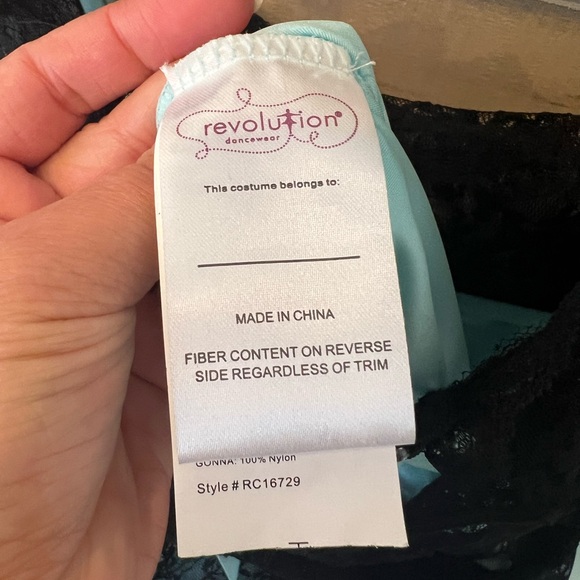 revolution®
dancewear
This costume belongs to:
MADE IN CHINA
FIBER CONTENT ON REVERSE
SIDE REGARDLESS OF TRIM
GONNA: 100% Nylon
Style # RC16729